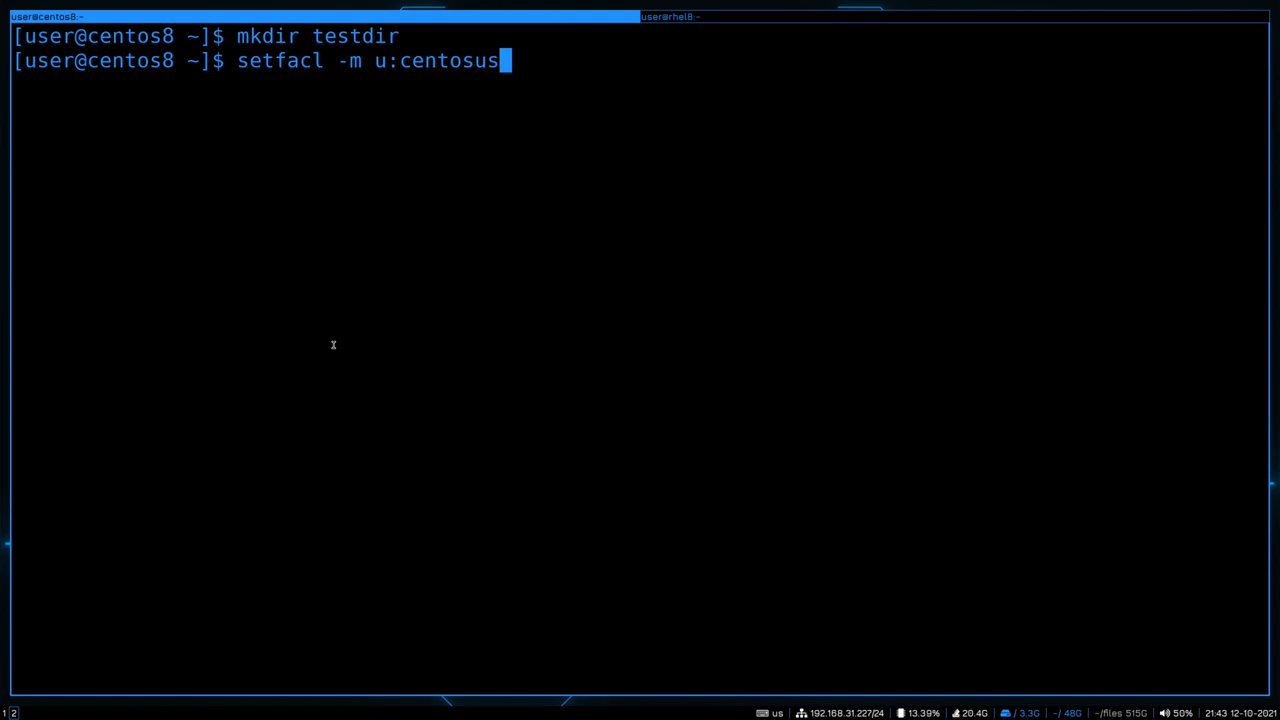 user@centos8:~ user@rhel8:~
[user@centos8 ~]$ mkdir testdir
[user@centos8 ~]$ setfacl -m u:centosus
1 2 us 192.168.31.227/24 13.39% 20.4G / 3.3G ~/ 48G ~/files 515G 50% 21:43 12-10-2021